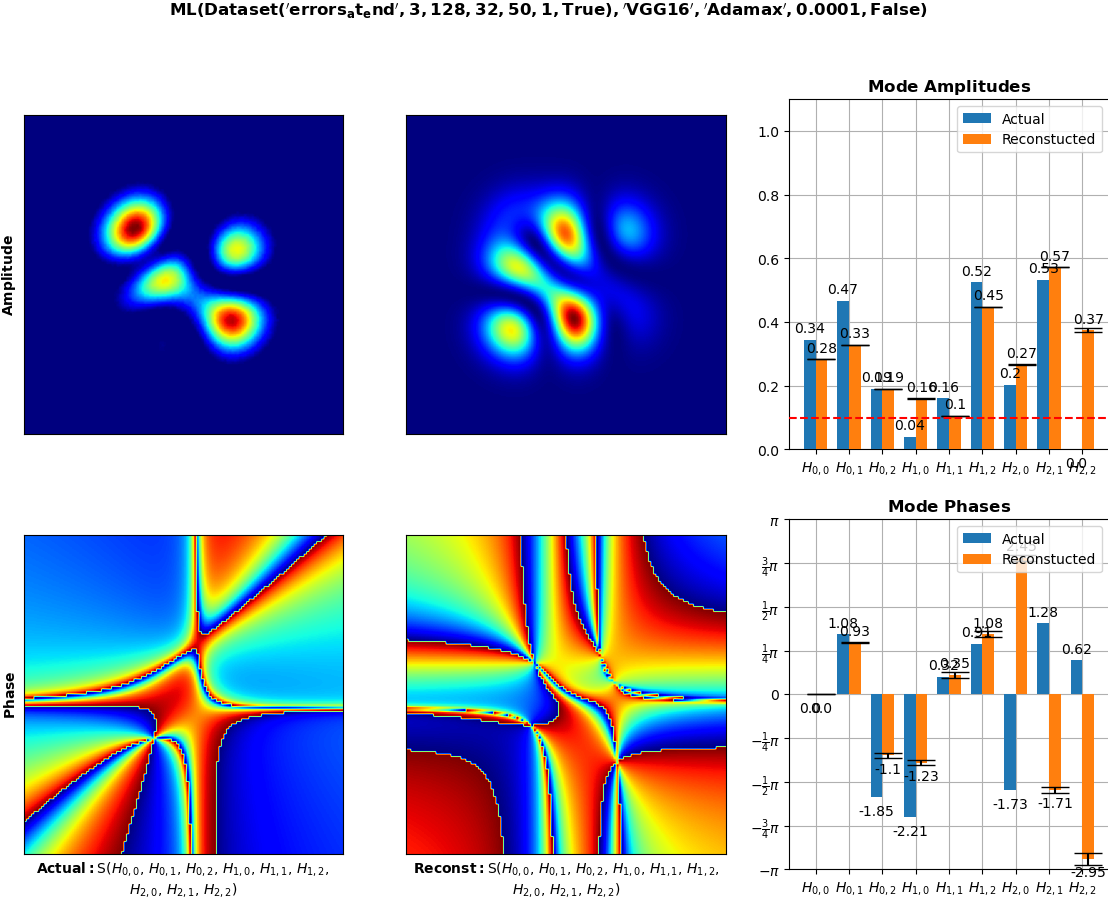 ML(Dataset('errors_at_end', 3, 128, 32, 50, 1, True), 'VGG16', 'Adamax', 0.0001, False)
Amplitude
Mode Amplitudes
Actual
Reconstucted
1.0
0.8
0.6
0.4
0.2
0.0
0.34
0.28
0.47
0.33
0.19
0.19
0.04
0.16
0.16
0.1
0.52
0.45
0.2
0.27
0.53
0.57
0.0
0.37
H0,0 H0,1 H0,2 H1,0 H1,1 H1,2 H2,0 H2,1 H2,2
Phase
Actual: S(H0,0, H0,1, H0,2, H1,0, H1,1, H1,2,
H2,0, H2,1, H2,2)
Reconst: S(H0,0, H0,1, H0,2, H1,0, H1,1, H1,2,
H2,0, H2,1, H2,2)
Mode Phases
Actual
Reconstucted
π
3/4π
1/2π
1/4π
0
−1/4π
−1/2π
−3/4π
−π
0.0
0.0
1.08
0.93
-1.85
-1.1
-2.21
-1.23
0.32
0.35
0.91
1.08
-1.73
2.45
1.28
-1.71
0.62
-2.95
H0,0 H0,1 H0,2 H1,0 H1,1 H1,2 H2,0 H2,1 H2,2